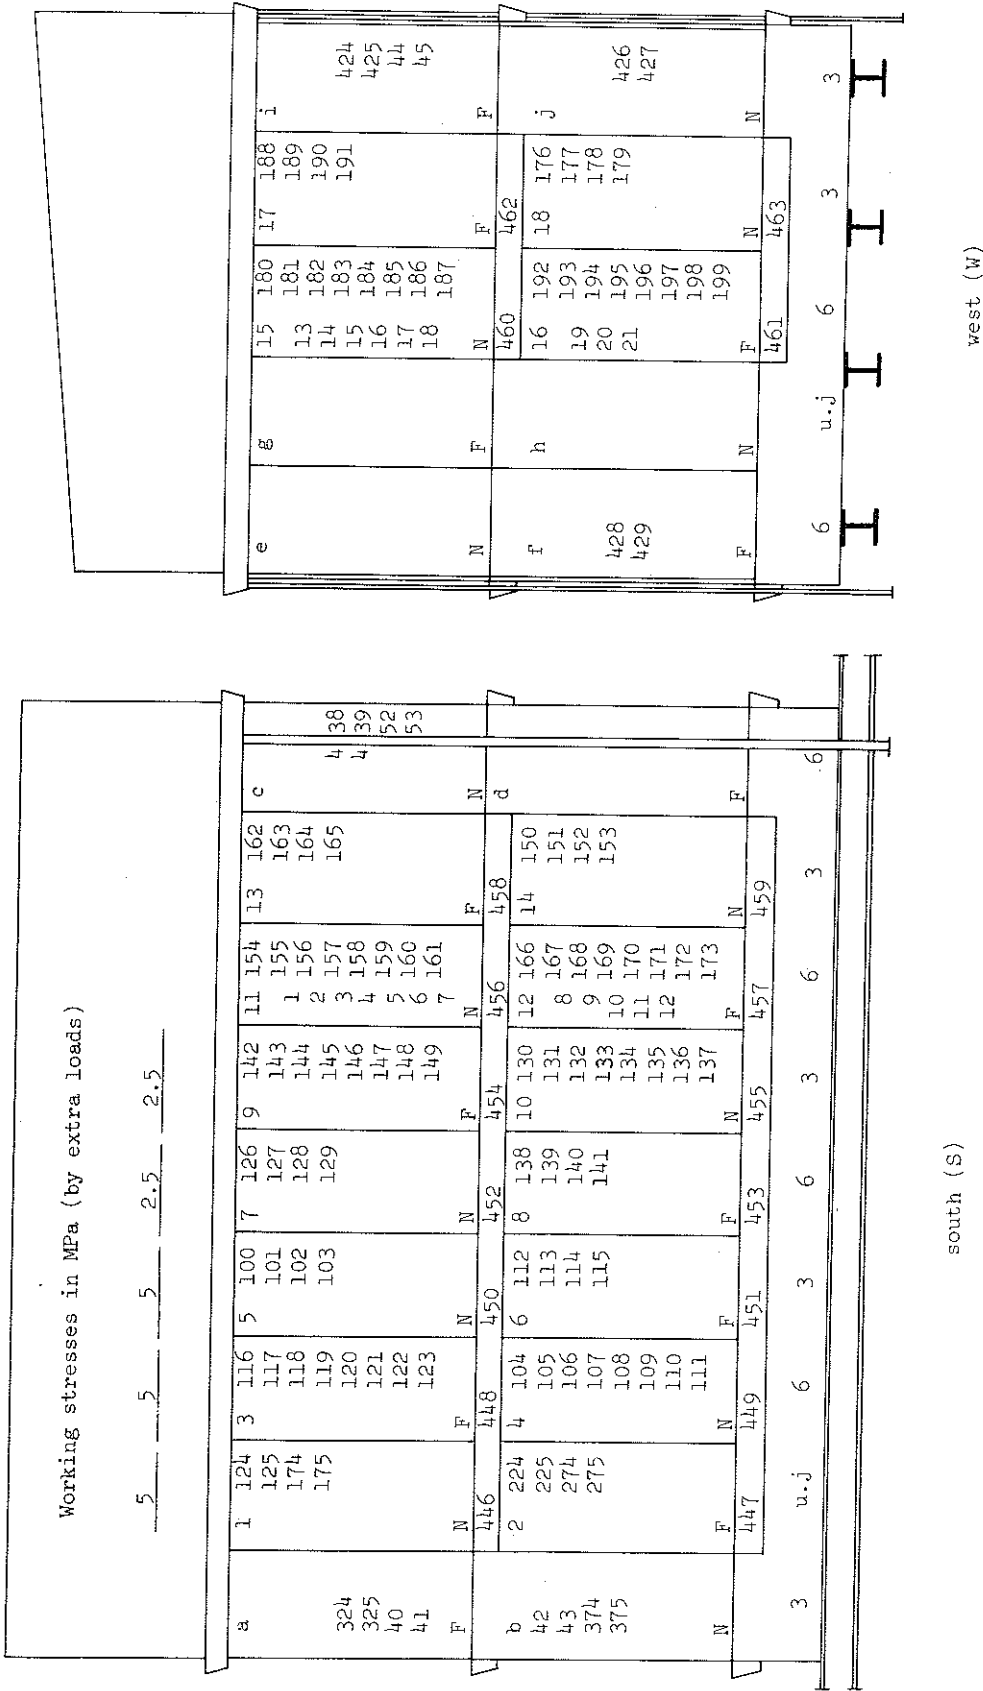 Working stresses in MPa (by extra loads)
5 5 5 2.5 2.5
a
324
325
40
41
F
1 124
125
174
175
N
3 116
117
118
119
120
121
122
123
F
5 100
101
102
103
N
7 126
127
128
129
N
9 142
143
144
145
146
147
148
149
F
11 154
155
1 156
2 157
3 158
4 159
5 160
6 161
7
N
13 162
163
164
165
F
c
4 38
4 39
52
53
N
446 448 450 452 454 456 458
b
42
43
374
375
N
2 224
225
274
275
F
4 104
105
106
107
108
109
110
111
N
6 112
113
114
115
F
8 138
139
140
141
F
10 130
131
132
133
134
135
136
137
N
12 166
167
8 168
9 169
10 170
11 171
12 172
173
F
14 150
151
152
153
N
d
F
447 449 451 453 455 457 459
3 u.j 6 3 6 3 6 3 6
south (S)
e
N
g
F
15 180
181
13 182
14 183
15 184
16 185
17 186
18 187
N
17 188
189
190
191
F
i
424
425
44
45
F
460 462
f
428
429
F
h
N
16 192
193
19 194
20 195
21 196
197
198
199
F
18 176
177
178
179
N
j
426
427
N
461 463
6 u.j 6 3 3
west (W)